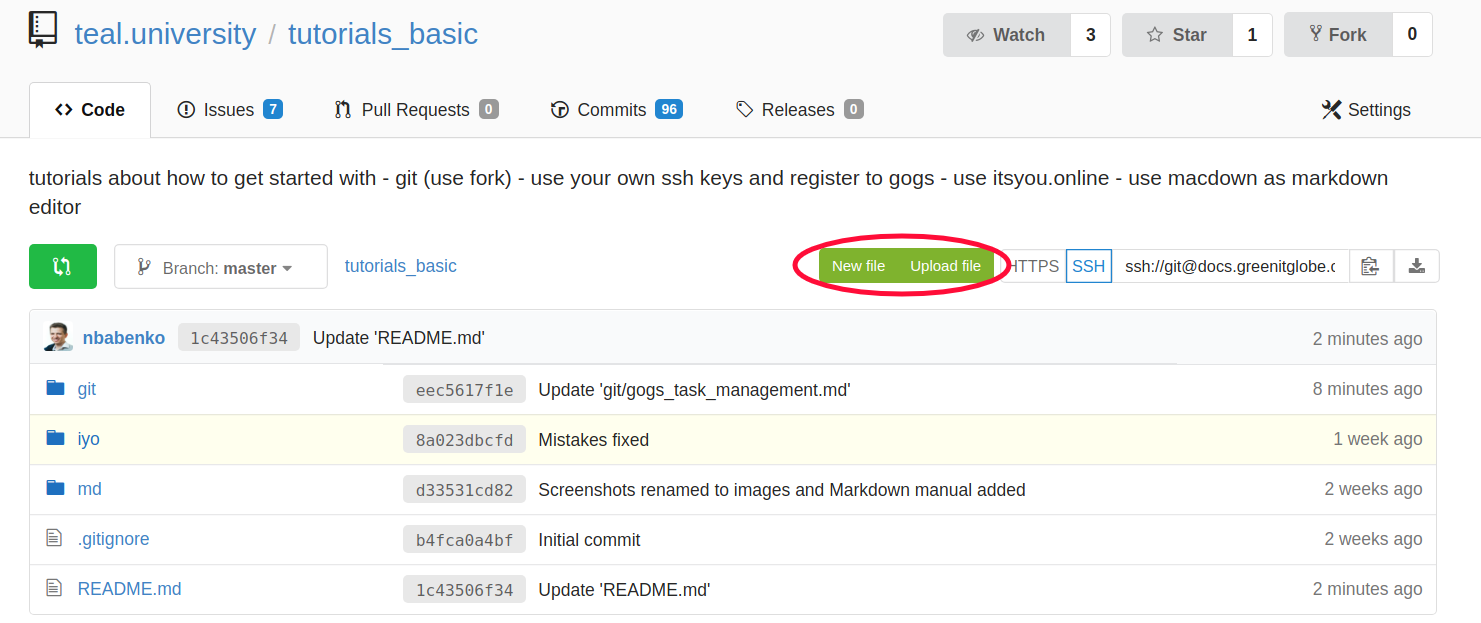 teal.university / tutorials_basic
Watch 3 Star 1 Fork 0
Code Issues 7 Pull Requests 0 Commits 96 Releases 0 Settings
tutorials about how to get started with - git (use fork) - use your own ssh keys and register to gogs - use itsyou.online - use macdown as markdown
editor
Branch: master tutorials_basic New file Upload file HTTPS SSH ssh://git@docs.greenitglobe.c
nbabenko 1c43506f34 Update 'README.md' 2 minutes ago
git eec5617f1e Update 'git/gogs_task_management.md' 8 minutes ago
iyo 8a023dbcfd Mistakes fixed 1 week ago
md d33531cd82 Screenshots renamed to images and Markdown manual added 2 weeks ago
.gitignore b4fca0a4bf Initial commit 2 weeks ago
README.md 1c43506f34 Update 'README.md' 2 minutes ago